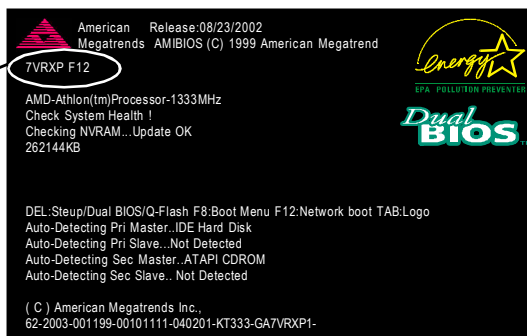 American Release:08/23/2002
Megatrends AMIBIOS (C) 1999 American Megatrend
7VRXP F12
energy
EPA POLLUTION PREVENTER
AMD-Athlon(tm)Processor-1333MHz
Check System Health !
Checking NVRAM...Update OK
262144KB
Dual
BIOS
TM
DEL:Steup/Dual BIOS/Q-Flash F8:Boot Menu F12:Network boot TAB:Logo
Auto-Detecting Pri Master..IDE Hard Disk
Auto-Detecting Pri Slave...Not Detected
Auto-Detecting Sec Master..ATAPI CDROM
Auto-Detecting Sec Slave.. Not Detected
( C ) American Megatrends Inc.,
62-2003-001199-00101111-040201-KT333-GA7VRXP1-